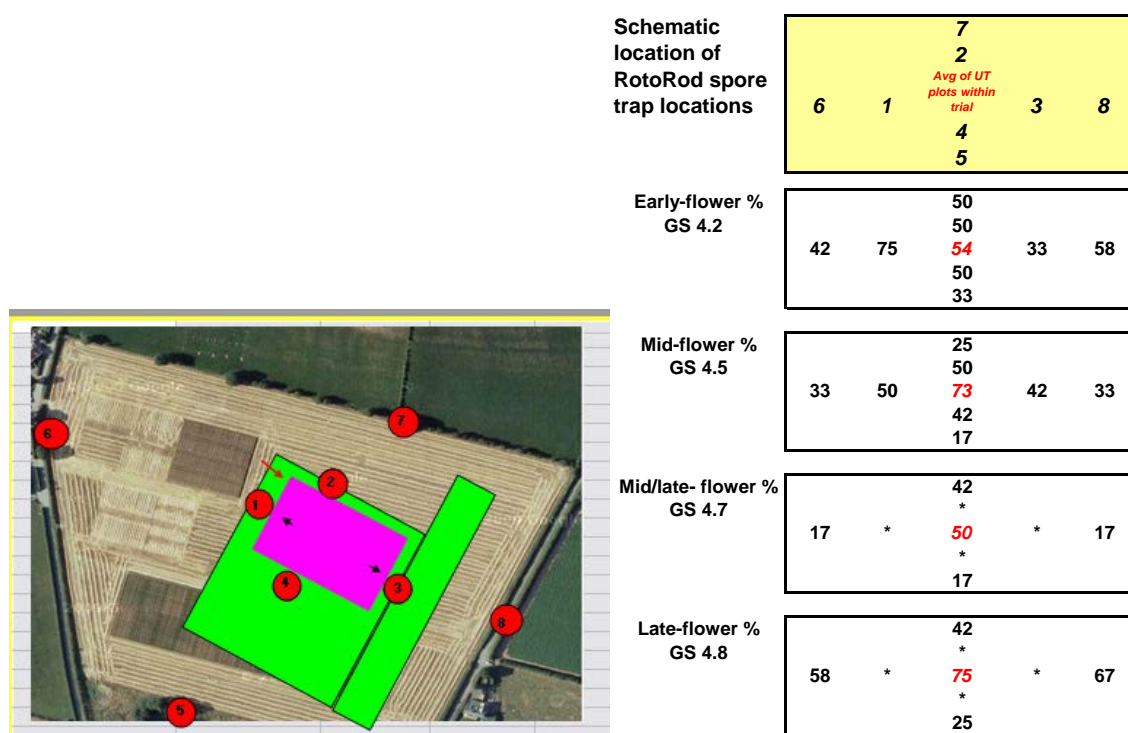 Schematic
location of
RotoRod spore
trap locations
7
2
Avg of UT
plots within
trial
6 1 3 8
4
5
Early-flower %
GS 4.2
50
50
42 75 54 33 58
50
33
Mid-flower %
GS 4.5
25
50
33 50 73 42 33
42
17
Mid/late- flower %
GS 4.7
42
*
17 * 50 * 17
*
17
Late-flower %
GS 4.8
42
*
58 * 75 * 67
*
25
7
6
2
1
4
3
8
5